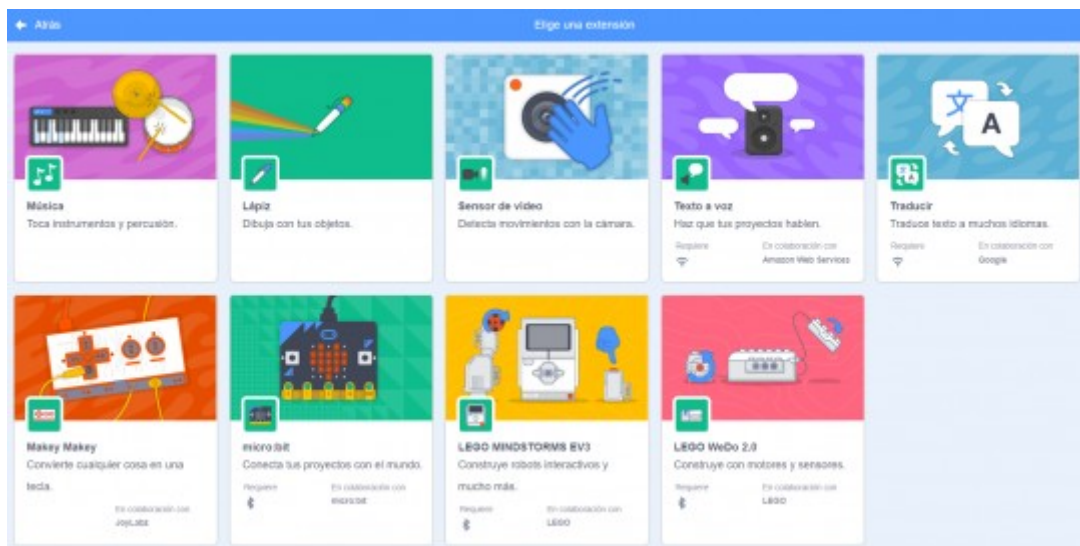 Atrás
Elige una extensión
Música
Toca instrumentos y percusión.
Lápiz
Dibuja con tus objetos.
Sensor de video
Detecta movimientos con la cámara.
Texto a voz
Haz que tus proyectos hablen.
Requiere
En colaboración con
Amazon Web Services
文
A
Traducir
Traduce texto a muchos idiomas.
Requiere
En colaboración con
Google
Makey Makey
Convierte cualquier cosa en una
tecla.
En colaboración con
JoyLabz
micro:bit
Conecta tus proyectos con el mundo.
Requiere
En colaboración con
micro:bit
LEGO MINDSTORMS EV3
Construye robots interactivos y
mucho más.
Requiere
En colaboración con
LEGO
LEGO WeDo 2.0
Construye con motores y sensores.
Requiere
En colaboración con
LEGO